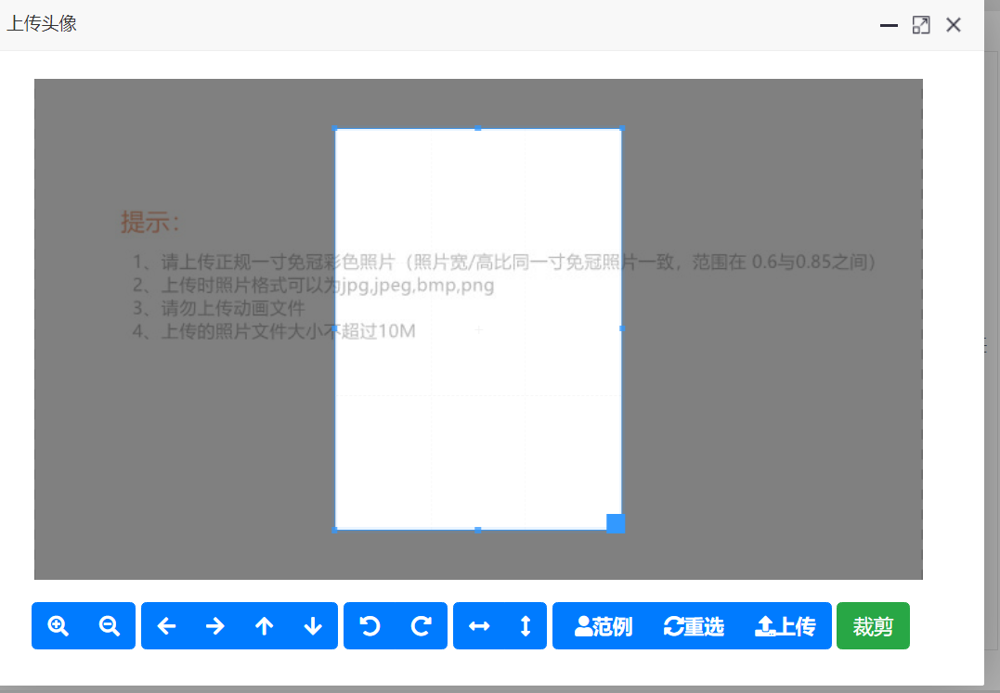 上传头像
提示：
1、请上传正规一寸免冠彩色照片（照片宽/高比同一寸免冠照片一致，范围在 0.6与0.85之间）
2、上传时照片格式可以为jpg,jpeg,bmp,png
3、请勿上传动画文件
4、上传的照片文件大小不超过10M
范例 重选 上传 裁剪